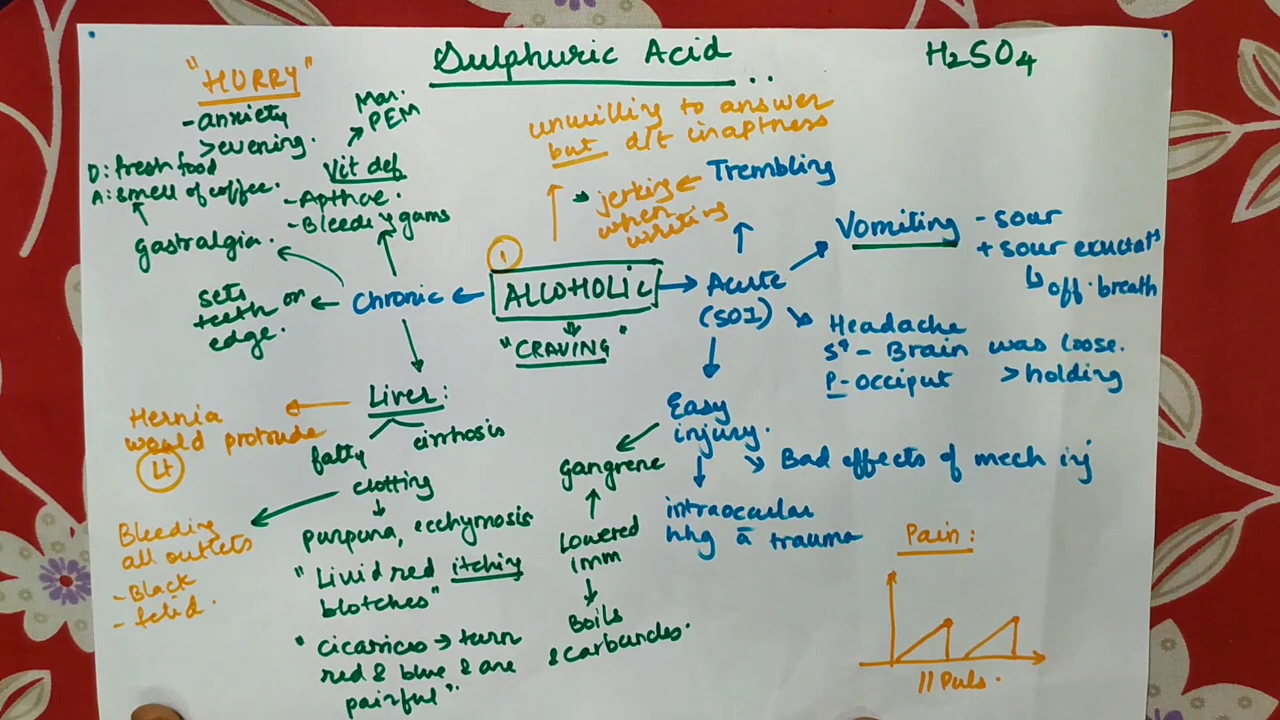 Sulphuric Acid
H₂SO₄
"HURRY"
- anxiety
>evening.
D: fresh food
A: smell of coffee.
gastralgia.
Mar.
PEM
Vit def
- Apthae.
- Bleeding gams
unwilling to answer
but d/t inaptness
jerking
when
writing
Trembling
Vomiting - sour
+ sour eructatⁿs
off. breath
sets
teeth on
edge.
Chronic
1
ALCOHOLIC
"CRAVING"
Acute
(SOS)
Headache
Sⁿ - Brain was loose.
P - occiput >holding
Liver:
fatty
cirrhosis
Hernia
would protrude
Lt
clotting
purpura, ecchymosis
"Livid red itching
blotches"
"cicatrices → turn
red & blue & are
painful".
Bleeding
all outlets
- Black
- fetid.
Easy
injury.
Bad effects of mech inj
gangrene
Lowered
imm
Boils
& carbuncles.
intraocular
hhg ā trauma
Pain:
11 Puls.